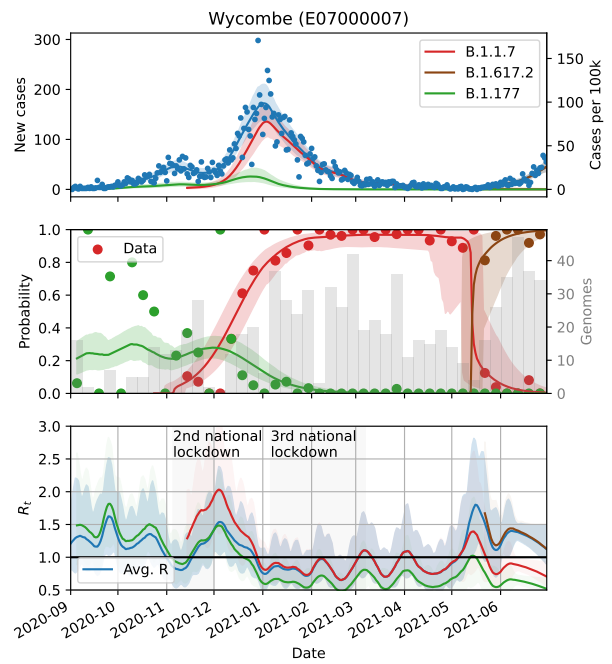 Wycombe (E07000007)
300
200
100
0
New cases
150
100
50
0
Cases per 100k
B.1.1.7
B.1.617.2
B.1.177
1.0
0.8
0.6
0.4
0.2
0.0
Probability
Data
40
30
20
10
0
Genomes
3.0
2.5
2.0
1.5
1.0
0.5
Rt
2nd national
lockdown
3rd national
lockdown
Avg. R
2020-09
2020-10
2020-11
2020-12
2021-01
2021-02
2021-03
2021-04
2021-05
2021-06
Date